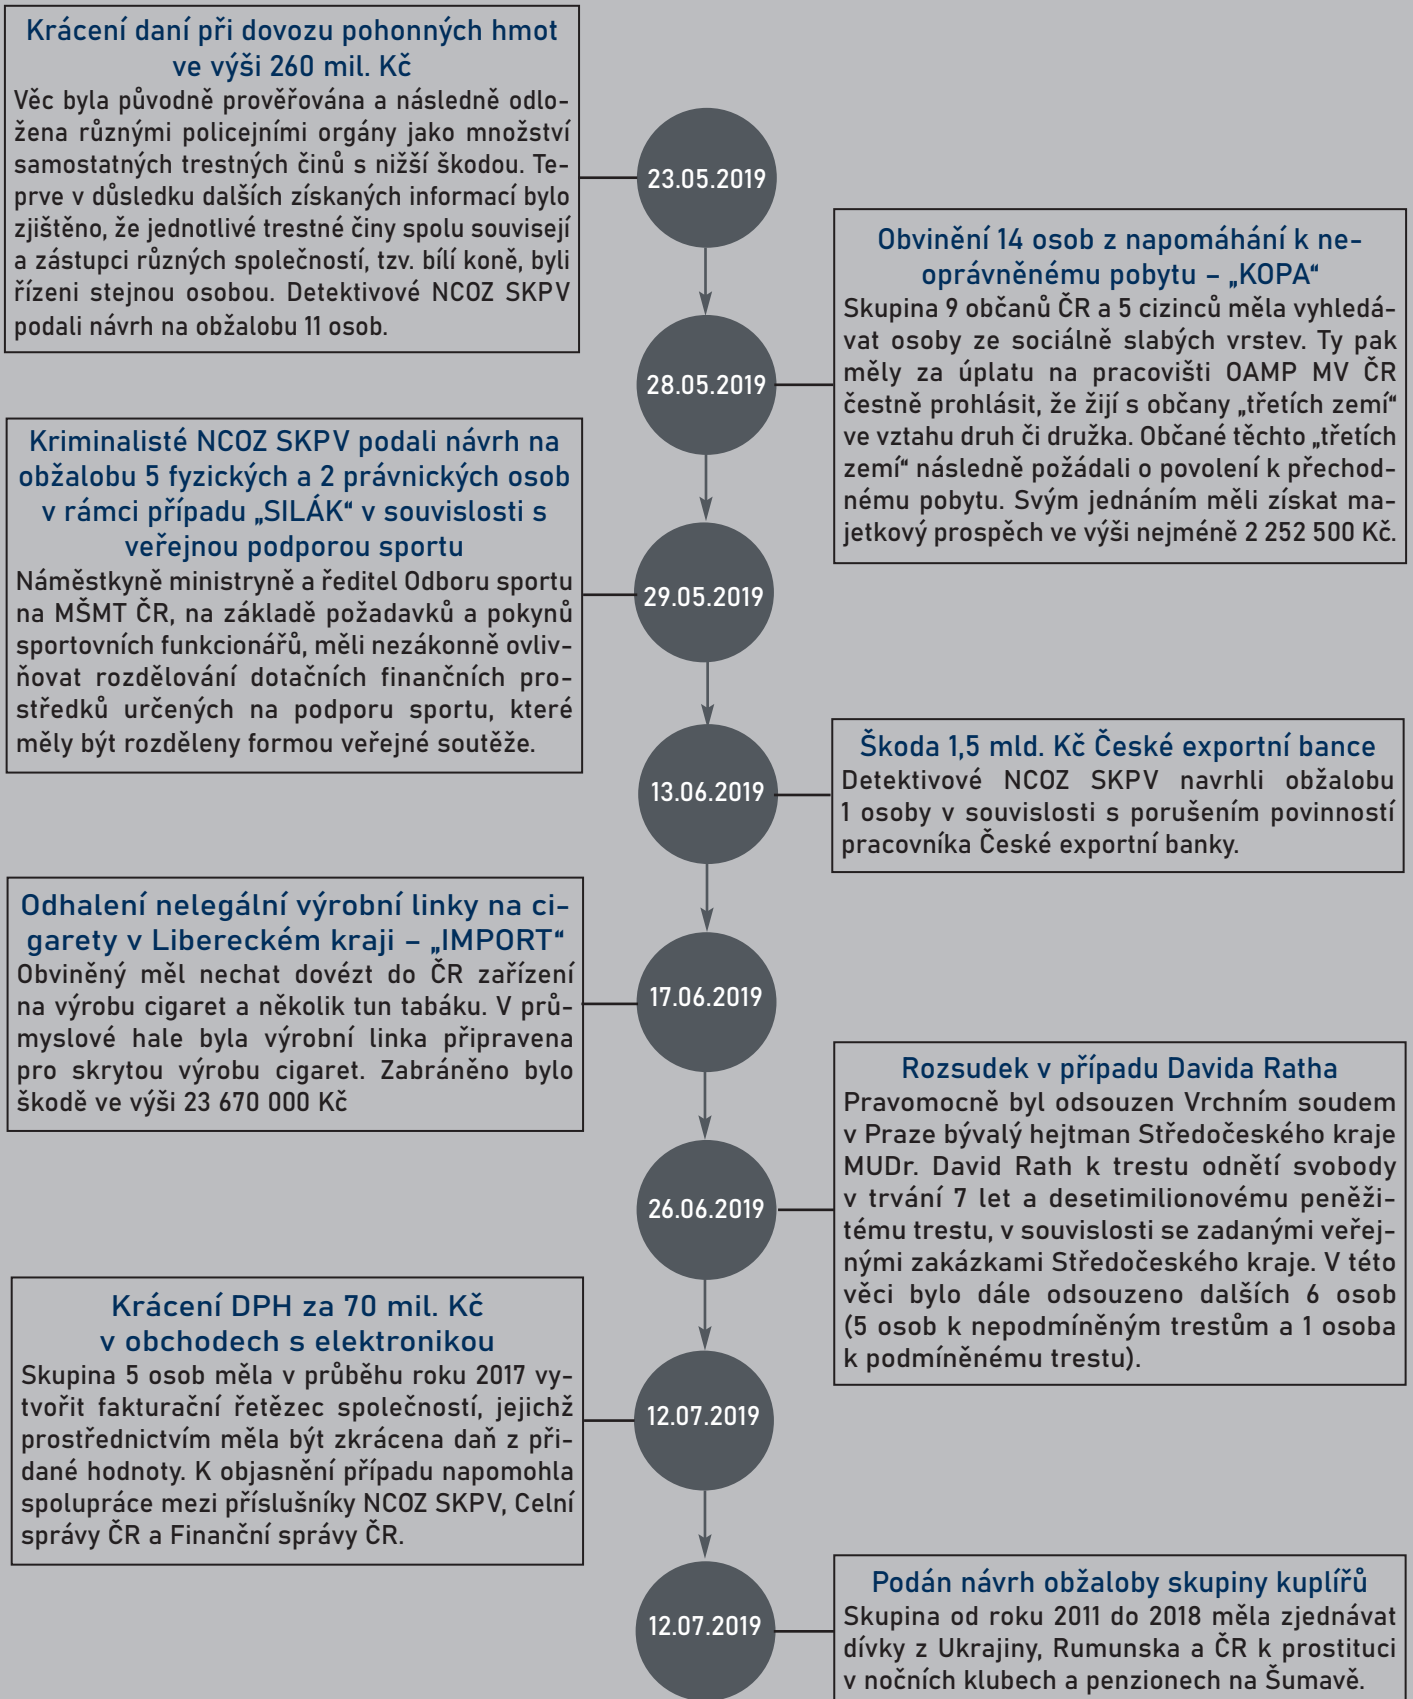 Krácení daní při dovozu pohonných hmot
ve výši 260 mil. Kč
Věc byla původně prověřována a následně odlo-
žena různými policejními orgány jako množství
samostatných trestných činů s nižší škodou. Te-
prve v důsledku dalších získaných informací bylo
zjištěno, že jednotlivé trestné činy spolu souvisejí
a zástupci různých společností, tzv. bílí koně, byli
řízeni stejnou osobou. Detektivové NCOZ SKPV
podali návrh na obžalobu 11 osob.
23.05.2019
Obvinění 14 osob z napomáhání k ne-
oprávněnému pobytu – „KOPA“
Skupina 9 občanů ČR a 5 cizinců měla vyhledá-
vat osoby ze sociálně slabých vrstev. Ty pak
měly za úplatu na pracovišti OAMP MV ČR
čestně prohlásit, že žijí s občany „třetích zemí“
ve vztahu druh či družka. Občané těchto „třetích
zemí“ následně požádali o povolení k přechod-
nému pobytu. Svým jednáním měli získat ma-
jetkový prospěch ve výši nejméně 2 252 500 Kč.
28.05.2019
Kriminalisté NCOZ SKPV podali návrh na
obžalobu 5 fyzických a 2 právnických osob
v rámci případu „SILÁK“ v souvislosti s
veřejnou podporou sportu
Náměstkyně ministryně a ředitel Odboru sportu
na MŠMT ČR, na základě požadavků a pokynů
sportovních funkcionářů, měli nezákonně ovliv-
ňovat rozdělování dotačních finančních pro-
středků určených na podporu sportu, které
měly být rozděleny formou veřejné soutěže.
29.05.2019
Škoda 1,5 mld. Kč České exportní bance
Detektivové NCOZ SKPV navrhli obžalobu
1 osoby v souvislosti s porušením povinností
pracovníka České exportní banky.
13.06.2019
Odhalení nelegální výrobní linky na ci-
garety v Libereckém kraji – „IMPORT“
Obviněný měl nechat dovézt do ČR zařízení
na výrobu cigaret a několik tun tabáku. V prů-
myslové hale byla výrobní linka připravena
pro skrytou výrobu cigaret. Zabráněno bylo
škodě ve výši 23 670 000 Kč
17.06.2019
Rozsudek v případu Davida Ratha
Pravomocně byl odsouzen Vrchním soudem
v Praze bývalý hejtman Středočeského kraje
MUDr. David Rath k trestu odnětí svobody
v trvání 7 let a desetimilionovému peněži-
tému trestu, v souvislosti se zadanými veřej-
nými zakázkami Středočeského kraje. V této
věci bylo dále odsouzeno dalších 6 osob
(5 osob k nepodmíněným trestům a 1 osoba
k podmíněnému trestu).
26.06.2019
Krácení DPH za 70 mil. Kč
v obchodech s elektronikou
Skupina 5 osob měla v průběhu roku 2017 vy-
tvořit fakturační řetězec společností, jejichž
prostřednictvím měla být zkrácena daň z při-
dané hodnoty. K objasnění případu napomohla
spolupráce mezi příslušníky NCOZ SKPV, Celní
správy ČR a Finanční správy ČR.
12.07.2019
Podán návrh obžaloby skupiny kuplířů
Skupina od roku 2011 do 2018 měla zjednávat
dívky z Ukrajiny, Rumunska a ČR k prostituci
v nočních klubech a penzionech na Šumavě.
12.07.2019